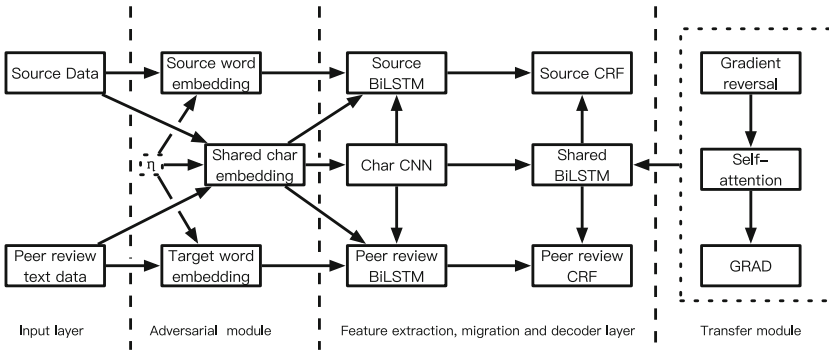 Source Data
Source word
embedding
Source
BiLSTM
Source CRF
Gradient
reversal
η
Shared char
embedding
Char CNN
Shared
BiLSTM
Self-
attention
Peer review
text data
Target word
embedding
Peer review
BiLSTM
Peer review
CRF
GRAD
Input layer
Adversarial module
Feature extraction, migration and decoder layer
Transfer module